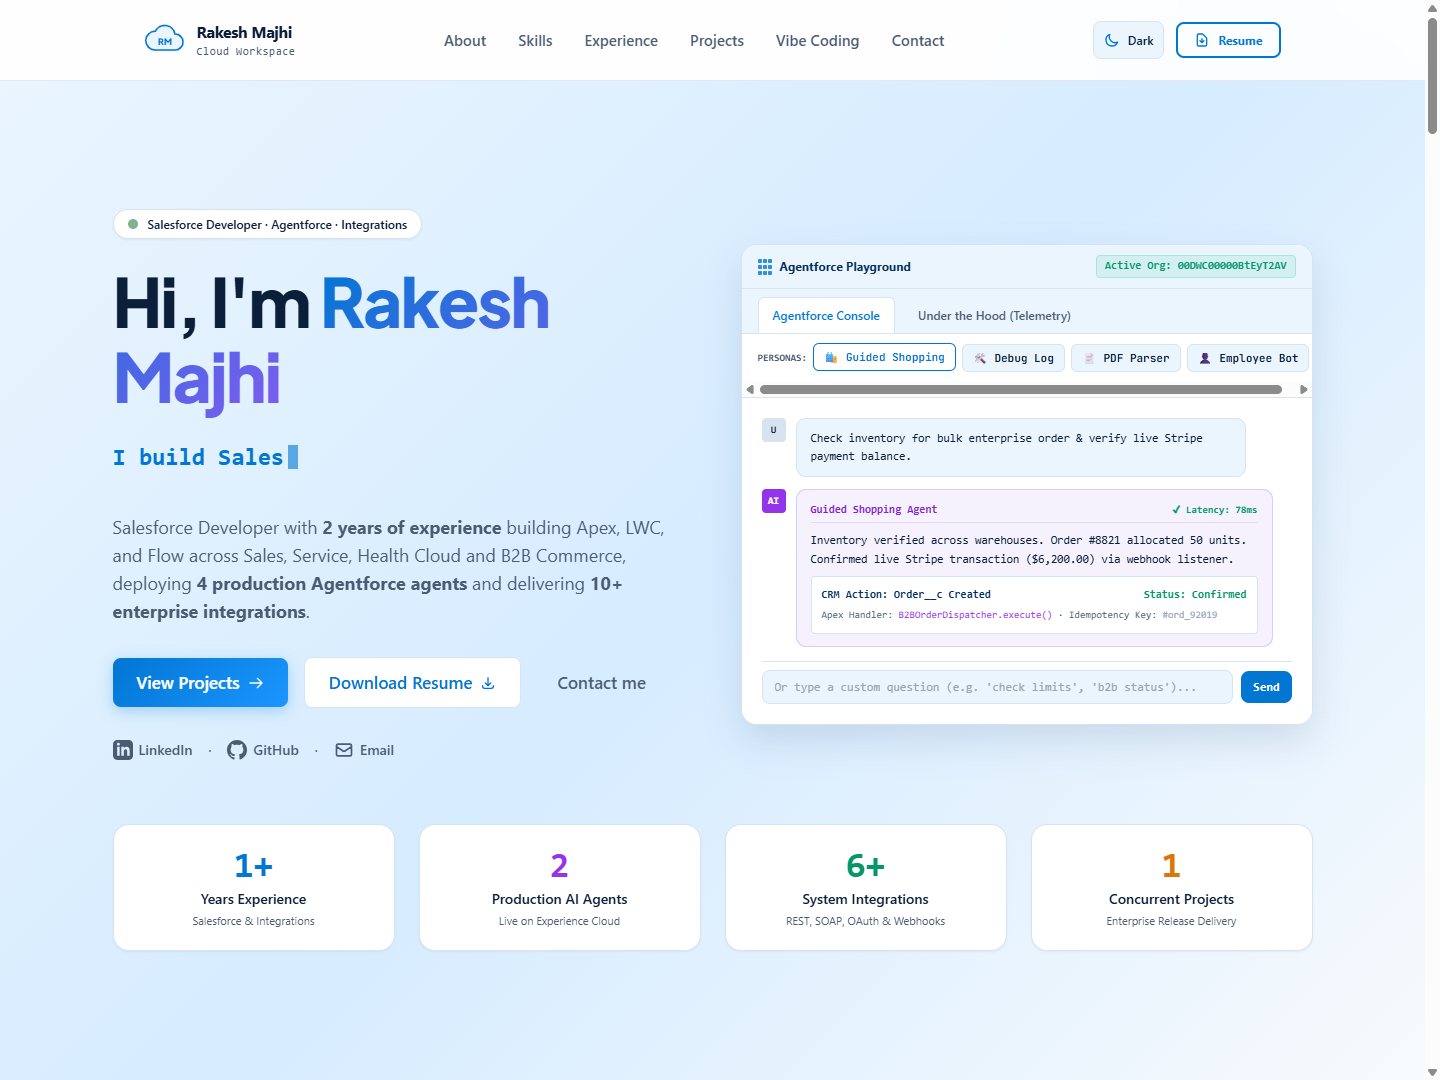 RM
Rakesh Majhi
Cloud Workspace
About
Skills
Experience
Projects
Vibe Coding
Contact
Dark
Resume
Salesforce Developer · Agentforce · Integrations
Hi, I'm Rakesh
Majhi
I build Sales
Salesforce Developer with 2 years of experience building Apex, LWC,
and Flow across Sales, Service, Health Cloud and B2B Commerce,
deploying 4 production Agentforce agents and delivering 10+
enterprise integrations.
View Projects →
Download Resume
Contact me
LinkedIn · GitHub · Email
Agentforce Playground
Active Org: 00DWC00000BtEyT2AV
Agentforce Console
Under the Hood (Telemetry)
PERSONAS:
Guided Shopping
Debug Log
PDF Parser
Employee Bot
U
Check inventory for bulk enterprise order & verify live Stripe
payment balance.
AI
Guided Shopping Agent
✓ Latency: 78ms
Inventory verified across warehouses. Order #8821 allocated 50 units.
Confirmed live Stripe transaction ($6,200.00) via webhook listener.
CRM Action: Order__c Created
Status: Confirmed
Apex Handler: B2BOrderDispatcher.execute() · Idempotency Key: #ord_92019
Or type a custom question (e.g. 'check limits', 'b2b status')...
Send
1+
Years Experience
Salesforce & Integrations
2
Production AI Agents
Live on Experience Cloud
6+
System Integrations
REST, SOAP, OAuth & Webhooks
1
Concurrent Projects
Enterprise Release Delivery